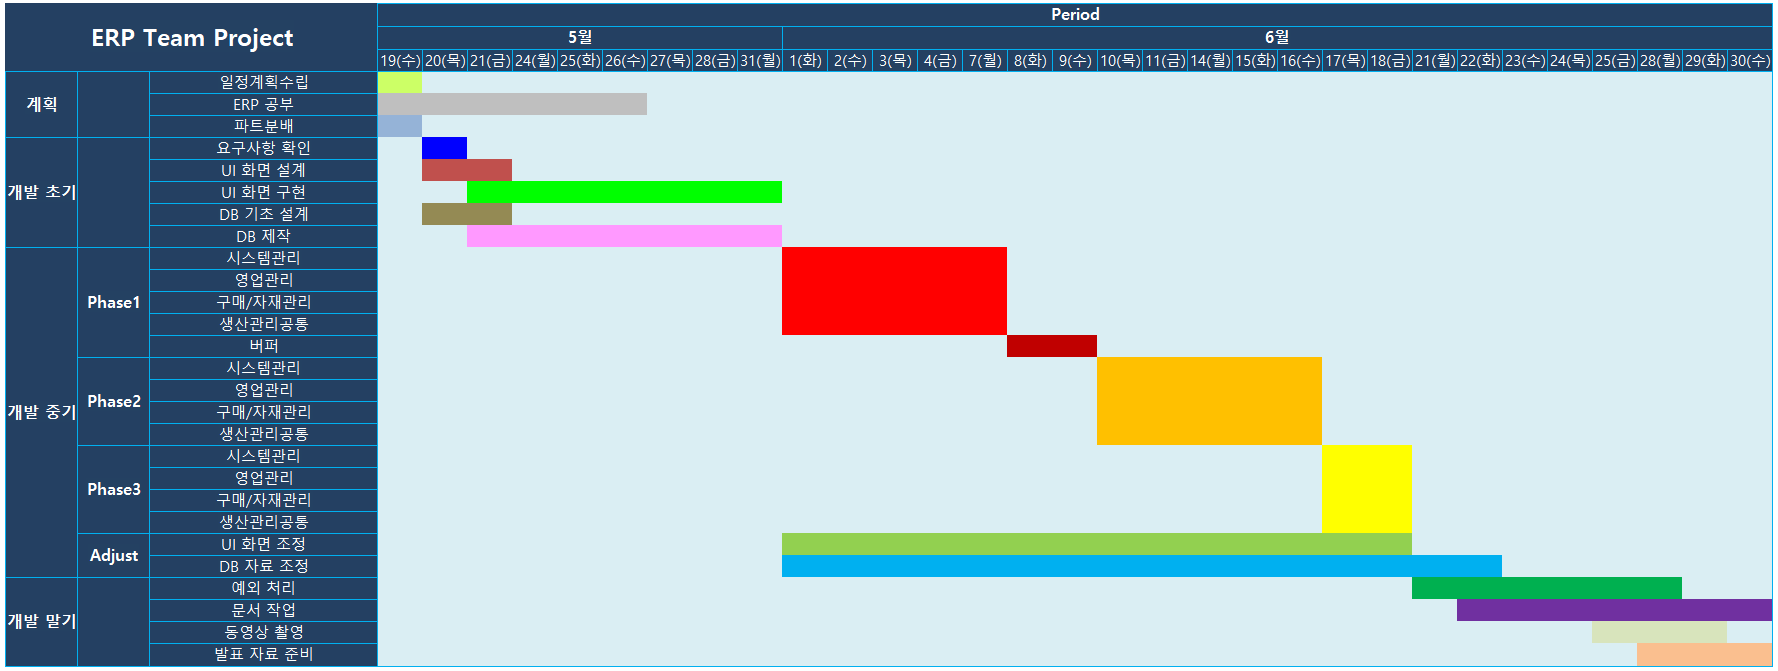 ERP Team Project
Period
5월 6월
19(수) 20(목) 21(금) 24(월) 25(화) 26(수) 27(목) 28(금) 31(월) 1(화) 2(수) 3(목) 4(금) 7(월) 8(화) 9(수) 10(목) 11(금) 14(월) 15(화) 16(수) 17(목) 18(금) 21(월) 22(화) 23(수) 24(목) 25(금) 28(월) 29(화) 30(수)
계획
일정계획수립
ERP 공부
파트분배
개발 초기
요구사항 확인
UI 화면 설계
UI 화면 구현
DB 기초 설계
DB 제작
개발 중기
Phase1
시스템관리
영업관리
구매/자재관리
생산관리공통
버퍼
Phase2
시스템관리
영업관리
구매/자재관리
생산관리공통
Phase3
시스템관리
영업관리
구매/자재관리
생산관리공통
Adjust
UI 화면 조정
DB 자료 조정
개발 말기
예외 처리
문서 작업
동영상 촬영
발표 자료 준비